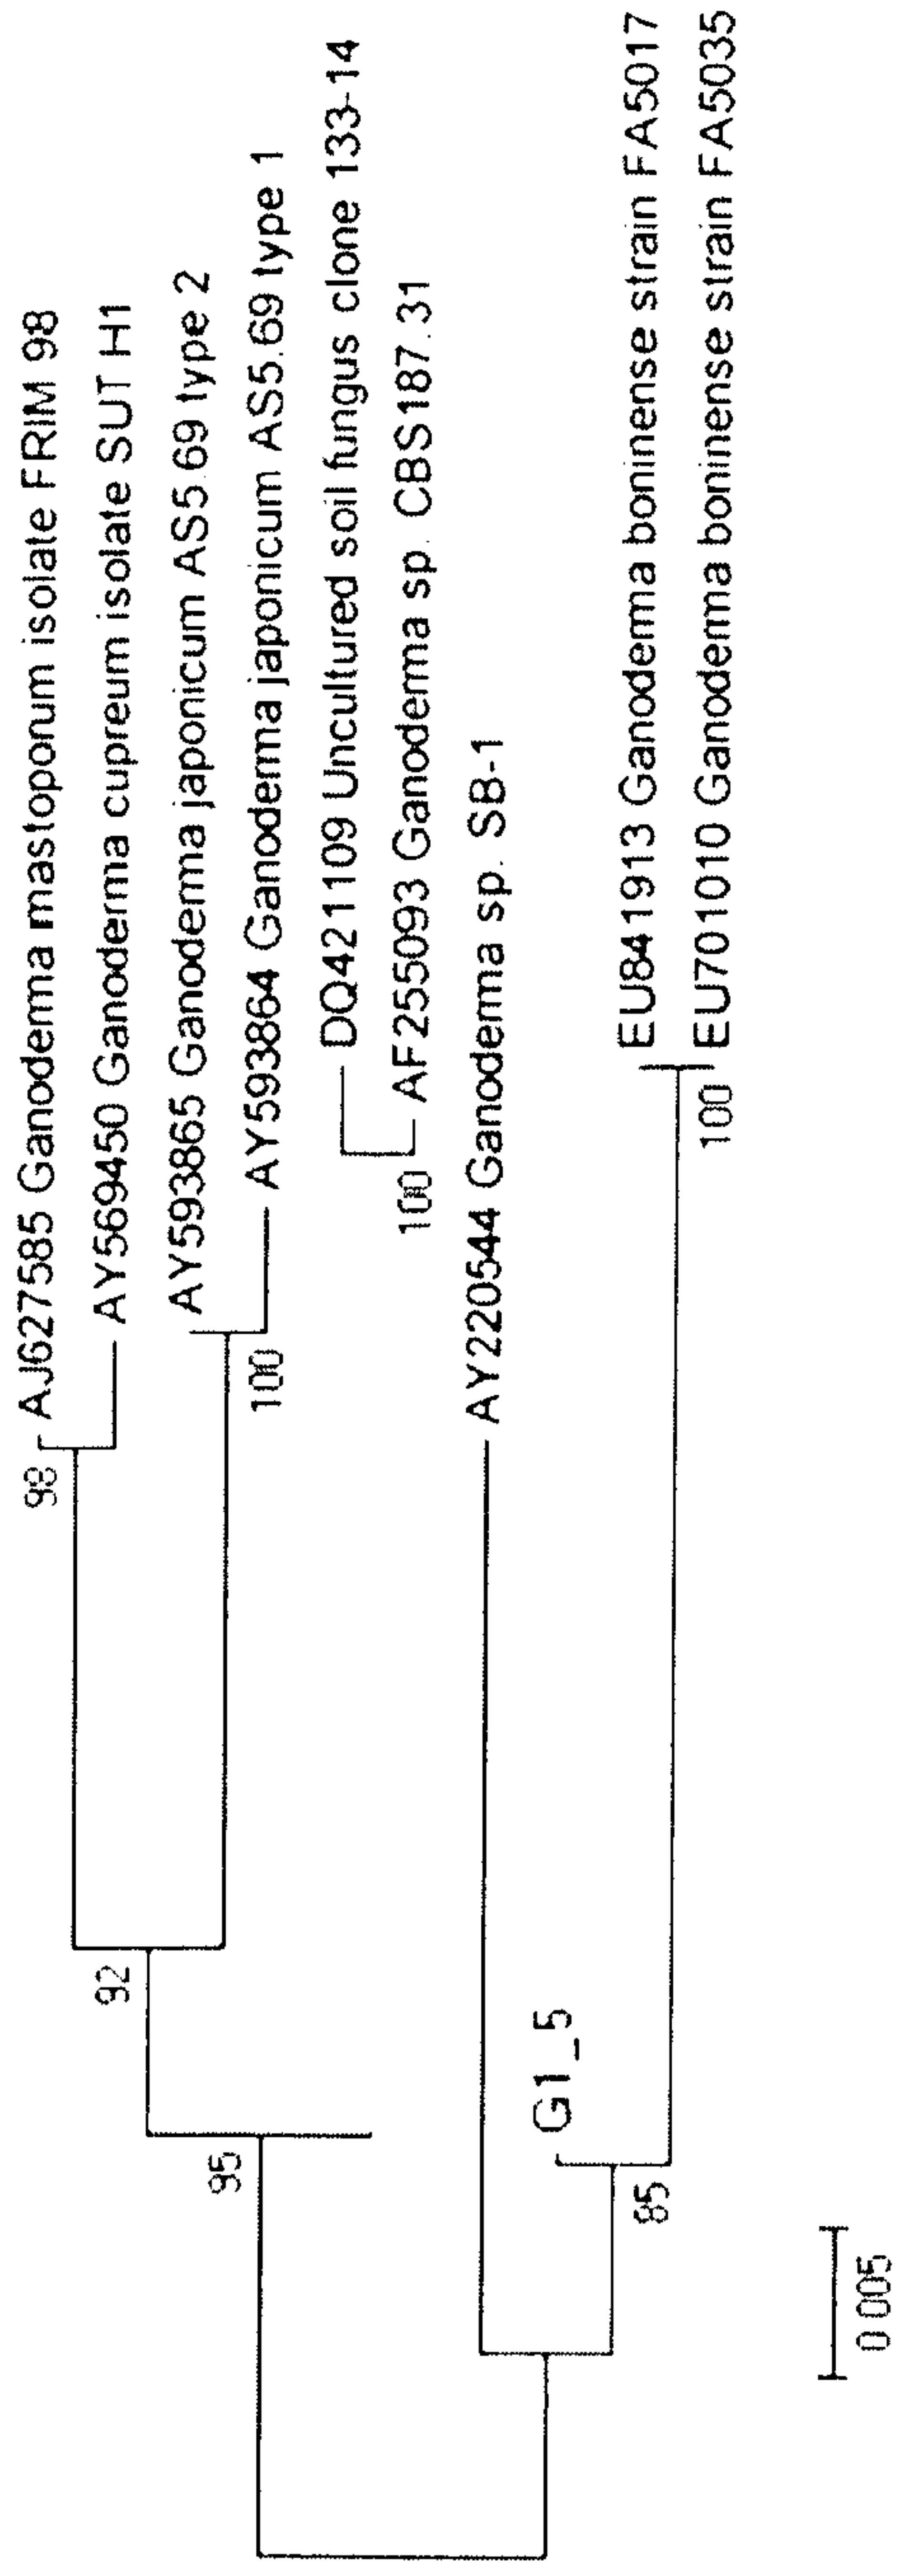 AJ627585 Ganoderma mastoporum isolate FRIM 98
98
AY569450 Ganoderma cupreum isolate SUT H1
92
AY593865 Ganoderma japonicum AS5.69 type 2
100
AY593864 Ganoderma japonicum AS5.69 type 1
95
DQ421109 Uncultured soil fungus clone 133-14
100
AF255093 Ganoderma sp. CBS187.31
AY220544 Ganoderma sp. SB-1
G1_5
85
EU841913 Ganoderma boninense strain FA5017
100
EU701010 Ganoderma boninense strain FA5035
0 005